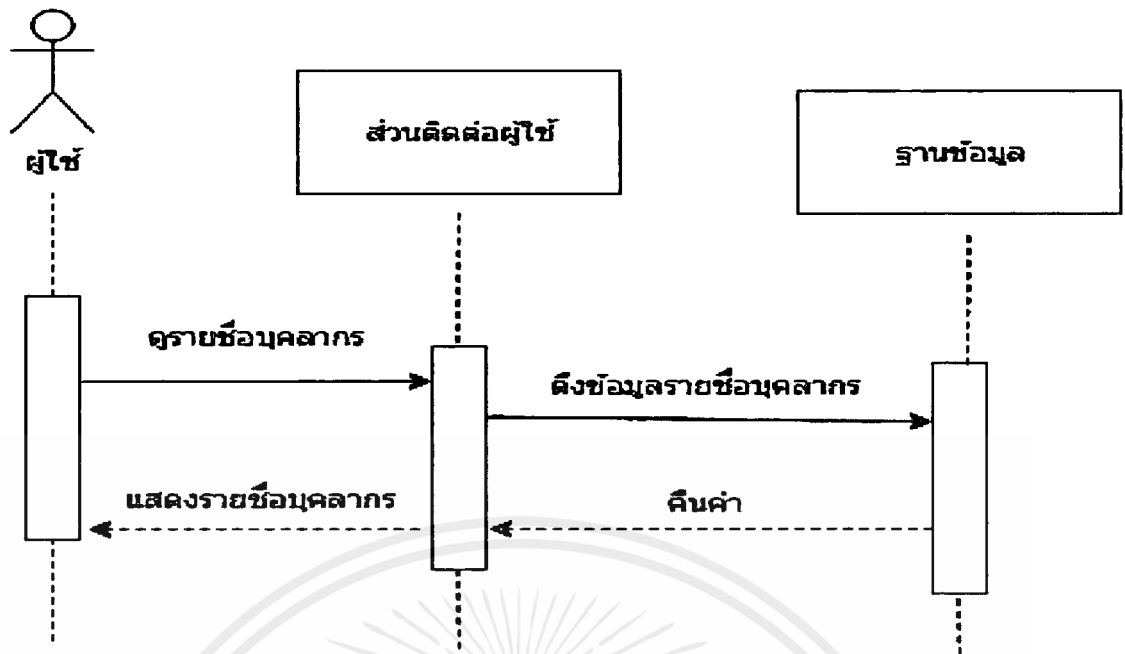 ผู้ใช้
ส่วนติดต่อผู้ใช้
ฐานข้อมูล
ดูรายชื่อบุคลากร
ดึงข้อมูลรายชื่อบุคลากร
แสดงรายชื่อบุคลากร
คืนค่า